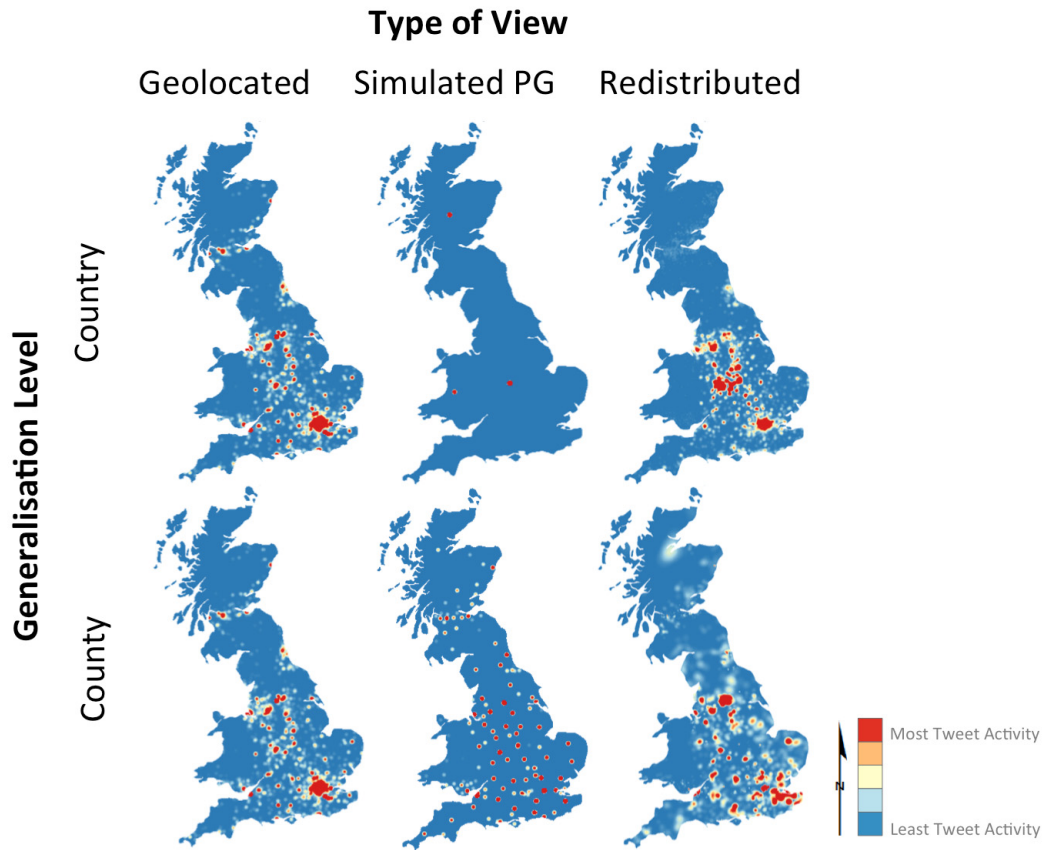 Type of View
Geolocated Simulated PG Redistributed
Generalisation Level
Country
County
N
Most Tweet Activity
Least Tweet Activity